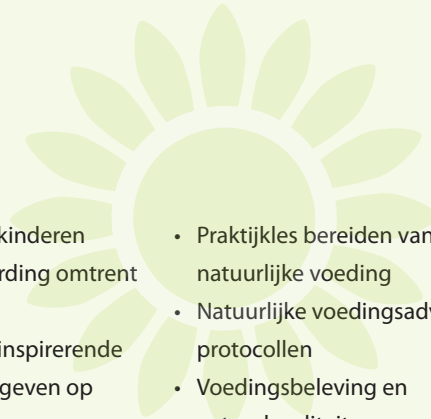 kinderen
rding omtrent
inspirerende
geven op
• Praktijkles bereiden van
natuurlijke voeding
• Natuurlijke voedingsadv
protocollen
• Voedingsbeleving en